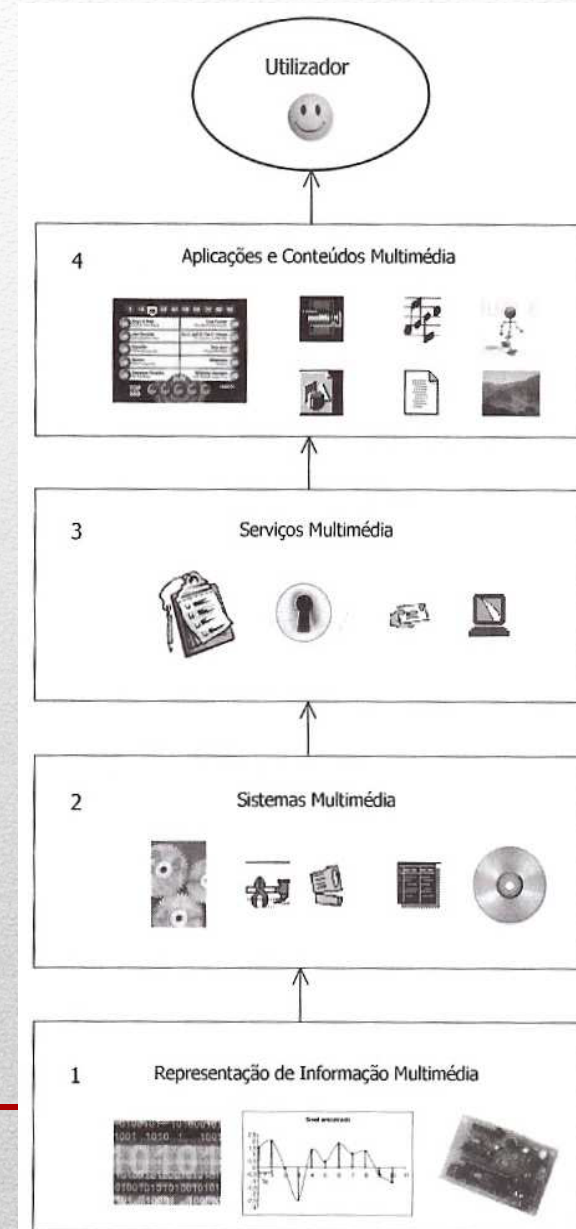 Utilizador
4 Aplicações e Conteúdos Multimédia
3 Serviços Multimédia
2 Sistemas Multimédia
1 Representação de Informação Multimédia